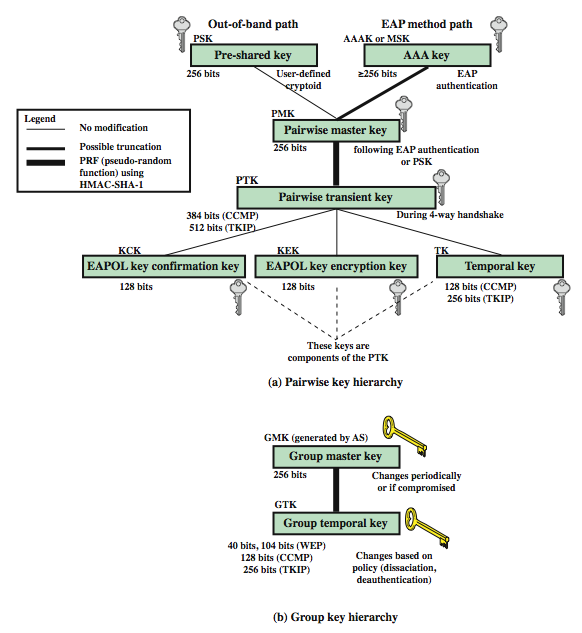 Out-of-band path
EAP method path
PSK
AAAK or MSK
Pre-shared key
AAA key
256 bits
User-defined
cryptoid
≥256 bits
EAP
authentication
Legend
No modification
Possible truncation
PRF (pseudo-random
function) using
HMAC-SHA-1
PMK
Pairwise master key
256 bits
following EAP authentication
or PSK
PTK
Pairwise transient key
384 bits (CCMP)
512 bits (TKIP)
During 4-way handshake
KCK
KEK
TK
EAPOL key confirmation key
EAPOL key encryption key
Temporal key
128 bits
128 bits
128 bits (CCMP)
256 bits (TKIP)
These keys are
components of the PTK
(a) Pairwise key hierarchy
GMK (generated by AS)
Group master key
256 bits
Changes periodically
or if compromised
GTK
Group temporal key
40 bits, 104 bits (WEP)
128 bits (CCMP)
256 bits (TKIP)
Changes based on
policy (dissaciation,
deauthentication)
(b) Group key hierarchy